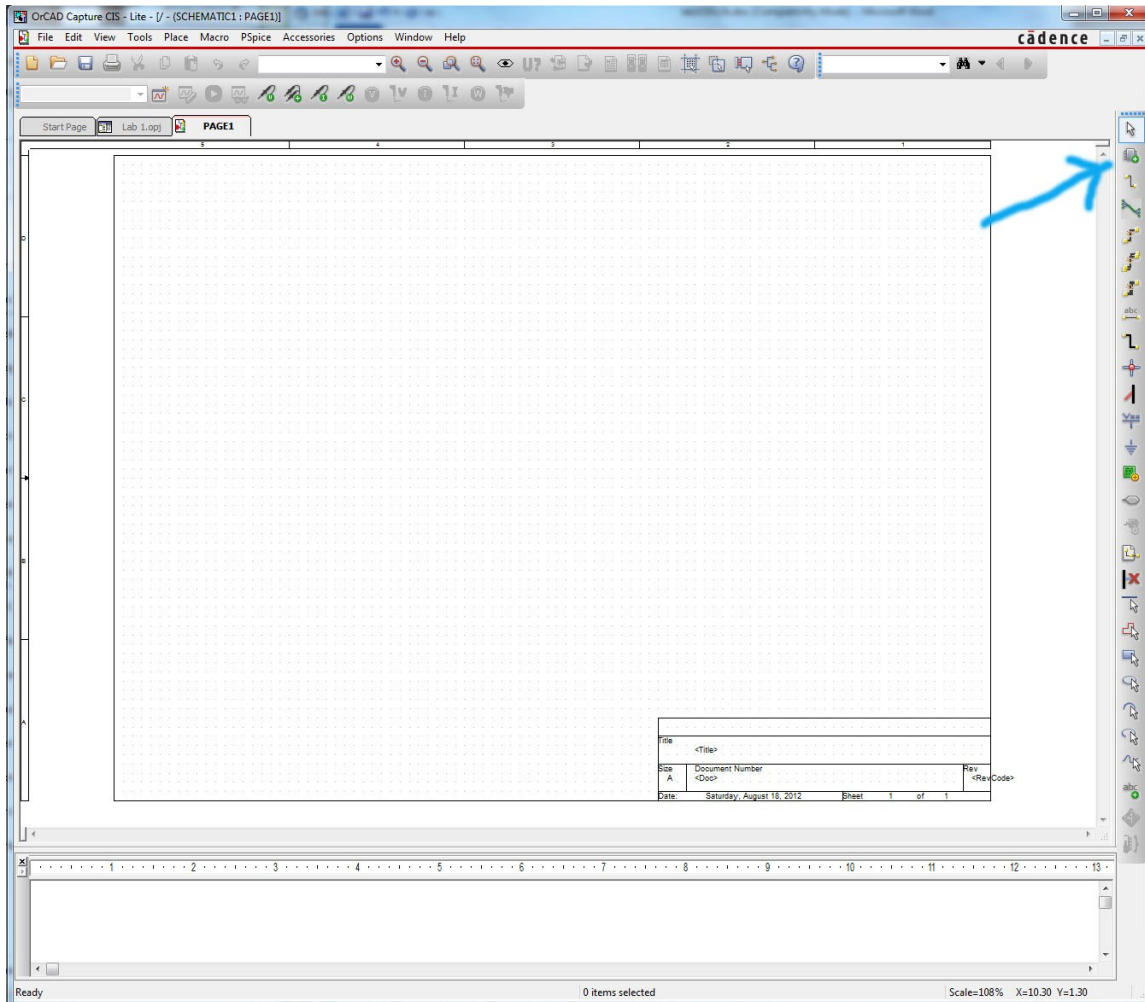 OrCAD Capture CIS - Lite - [/ - (SCHEMATIC1 : PAGE1)]
File Edit View Tools Place Macro PSpice Accessories Options Window Help
cādence
U?
V I
Start Page Lab 1.opj PAGE1
5 4 3 2 1
D
abc
C
Vss
B
A
Title
<Title>
Size Document Number Rev
A <Doc> <RevCode>
Date: Saturday, August 18, 2012 Sheet 1 of 1
abc
1 2 3 4 5 6 7 8 9 10 11 12 13
Ready 0 items selected Scale=108% X=10.30 Y=1.30